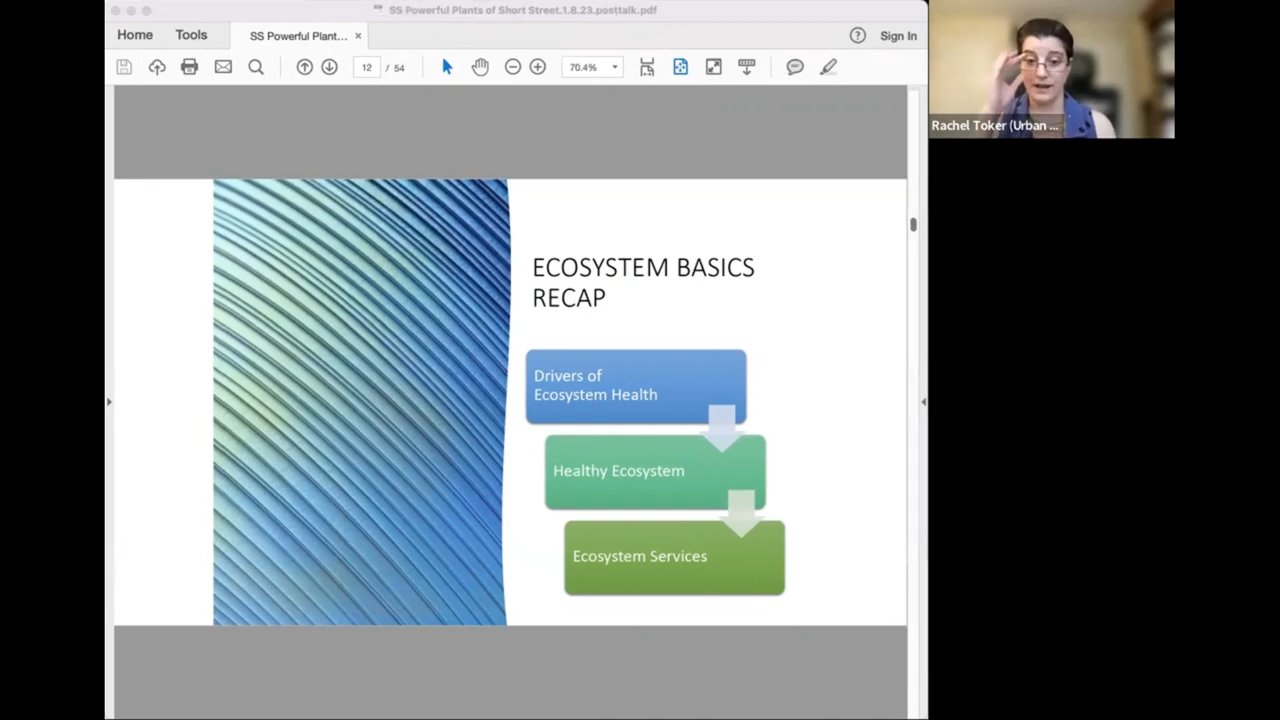 SS Powerful Plants of Short Street.1.8.23.posttalk.pdf
Home Tools SS Powerful Plant... × ? Sign In
12 / 54 70.4%
Rachel Toker (Urban ...
ECOSYSTEM BASICS
RECAP
Drivers of
Ecosystem Health
Healthy Ecosystem
Ecosystem Services